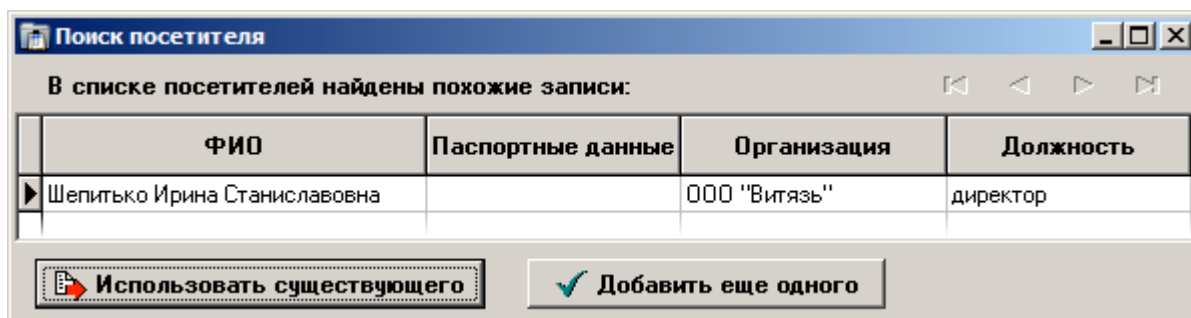 Поиск посетителя
В списке посетителей найдены похожие записи:
ФИО Паспортные данные Организация Должность
Шепитько Ирина Станиславовна ООО "Витязь" директор
Использовать существующего Добавить еще одного